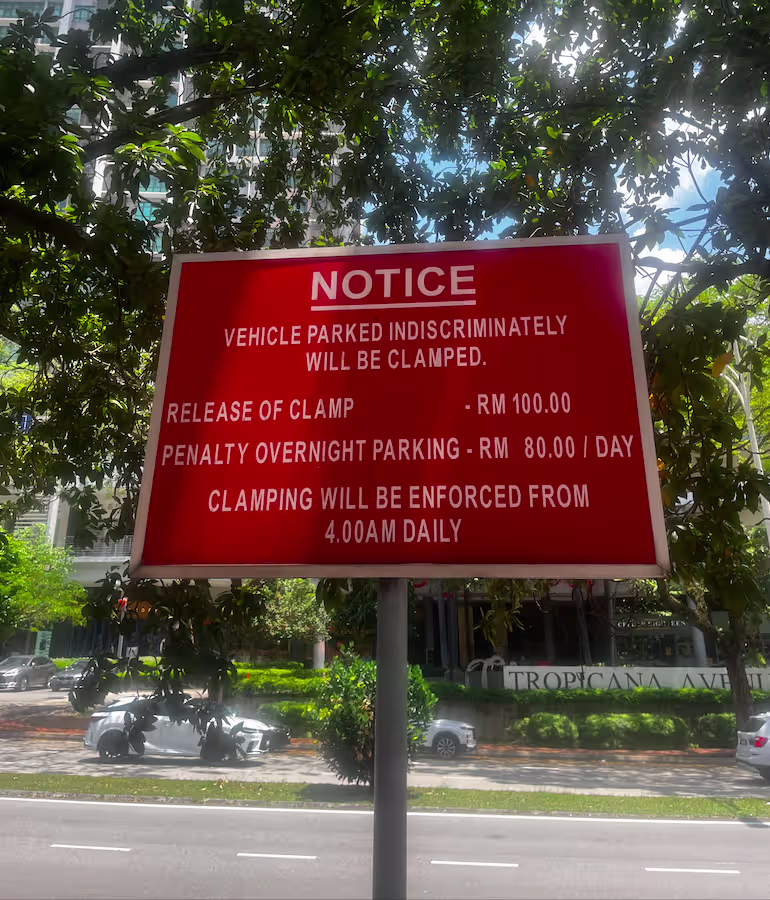 NOTICE
VEHICLE PARKED INDISCRIMINATELY
WILL BE CLAMPED.
RELEASE OF CLAMP - RM 100.00
PENALTY OVERNIGHT PARKING - RM 80.00 / DAY
CLAMPING WILL BE ENFORCED FROM
4.00AM DAILY
TROPICANA AVENU